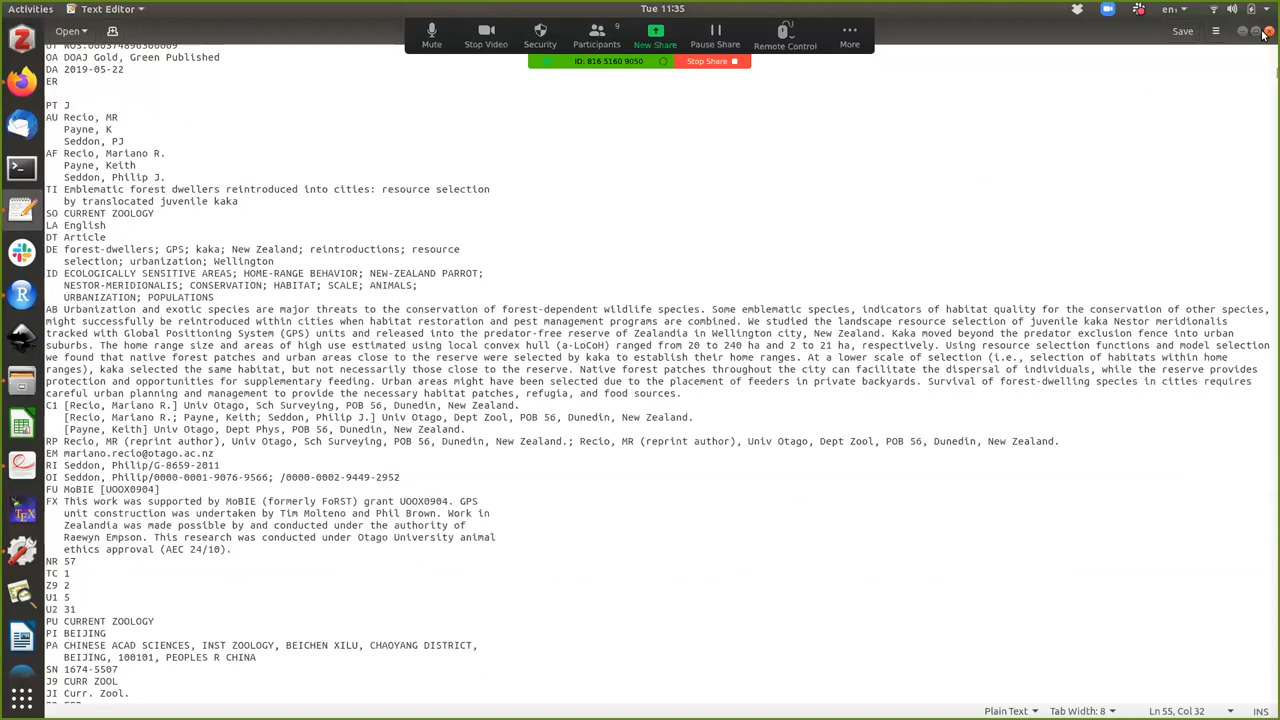 Activities
Text Editor
Tue 11:35
en1
Open
Mute
Stop Video
Security
Participants
9
New Share
Pause Share
Remote Control
More
Save
ID: 816 5160 9050
Stop Share
OA DOAJ Gold, Green Published
DA 2019-05-22
ER
PT J
AU Recio, MR
Payne, K
Seddon, PJ
AF Recio, Mariano R.
Payne, Keith
Seddon, Philip J.
TI Emblematic forest dwellers reintroduced into cities: resource selection
by translocated juvenile kaka
SO CURRENT ZOOLOGY
LA English
DT Article
DE forest-dwellers; GPS; kaka; New Zealand; reintroductions; resource
selection; urbanization; Wellington
ID ECOLOGICALLY SENSITIVE AREAS; HOME-RANGE BEHAVIOR; NEW-ZEALAND PARROT;
NESTOR-MERIDIONALIS; CONSERVATION; HABITAT; SCALE; ANIMALS;
URBANIZATION; POPULATIONS
AB Urbanization and exotic species are major threats to the conservation of forest-dependent wildlife species. Some emblematic species, indicators of habitat quality for the conservation of other species,
might successfully be reintroduced within cities when habitat restoration and pest management programs are combined. We studied the landscape resource selection of juvenile kaka Nestor meridionalis
tracked with Global Positioning System (GPS) units and released into the predator-free reserve of Zealandia in Wellington city, New Zealand. Kaka moved beyond the predator exclusion fence into urban
suburbs. The home range size and areas of high use estimated using local convex hull (a-LoCoH) ranged from 20 to 240 ha and 2 to 21 ha, respectively. Using resource selection functions and model selection
we found that native forest patches and urban areas close to the reserve were selected by kaka to establish their home ranges. At a lower scale of selection (i.e., selection of habitats within home
ranges), kaka selected the same habitat, but not necessarily those close to the reserve. Native forest patches throughout the city can facilitate the dispersal of individuals, while the reserve provides
protection and opportunities for supplementary feeding. Urban areas might have been selected due to the placement of feeders in private backyards. Survival of forest-dwelling species in cities requires
careful urban planning and management to provide the necessary habitat patches, refugia, and food sources.
C1 [Recio, Mariano R.] Univ Otago, Sch Surveying, POB 56, Dunedin, New Zealand.
[Recio, Mariano R.; Payne, Keith; Seddon, Philip J.] Univ Otago, Dept Zool, POB 56, Dunedin, New Zealand.
[Payne, Keith] Univ Otago, Dept Phys, POB 56, Dunedin, New Zealand.
RP Recio, MR (reprint author), Univ Otago, Sch Surveying, POB 56, Dunedin, New Zealand.; Recio, MR (reprint author), Univ Otago, Dept Zool, POB 56, Dunedin, New Zealand.
EM mariano.recio@otago.ac.nz
RI Seddon, Philip/G-8659-2011
OI Seddon, Philip/0000-0001-9076-9566; /0000-0002-9449-2952
FU MoBIE [UOOX0904]
FX This work was supported by MoBIE (formerly FoRST) grant UOOX0904. GPS
unit construction was undertaken by Tim Molteno and Phil Brown. Work in
Zealandia was made possible by and conducted under the authority of
Raewyn Empson. This research was conducted under Otago University animal
ethics approval (AEC 24/10).
NR 57
TC 1
Z9 2
U1 5
U2 31
PU CURRENT ZOOLOGY
PI BEIJING
PA CHINESE ACAD SCIENCES, INST ZOOLOGY, BEICHEN XILU, CHAOYANG DISTRICT,
BEIJING, 100101, PEOPLES R CHINA
SN 1674-5507
J9 CURR ZOOL
JI Curr. Zool.
Plain Text
Tab Width: 8
Ln 55, Col 32
INS